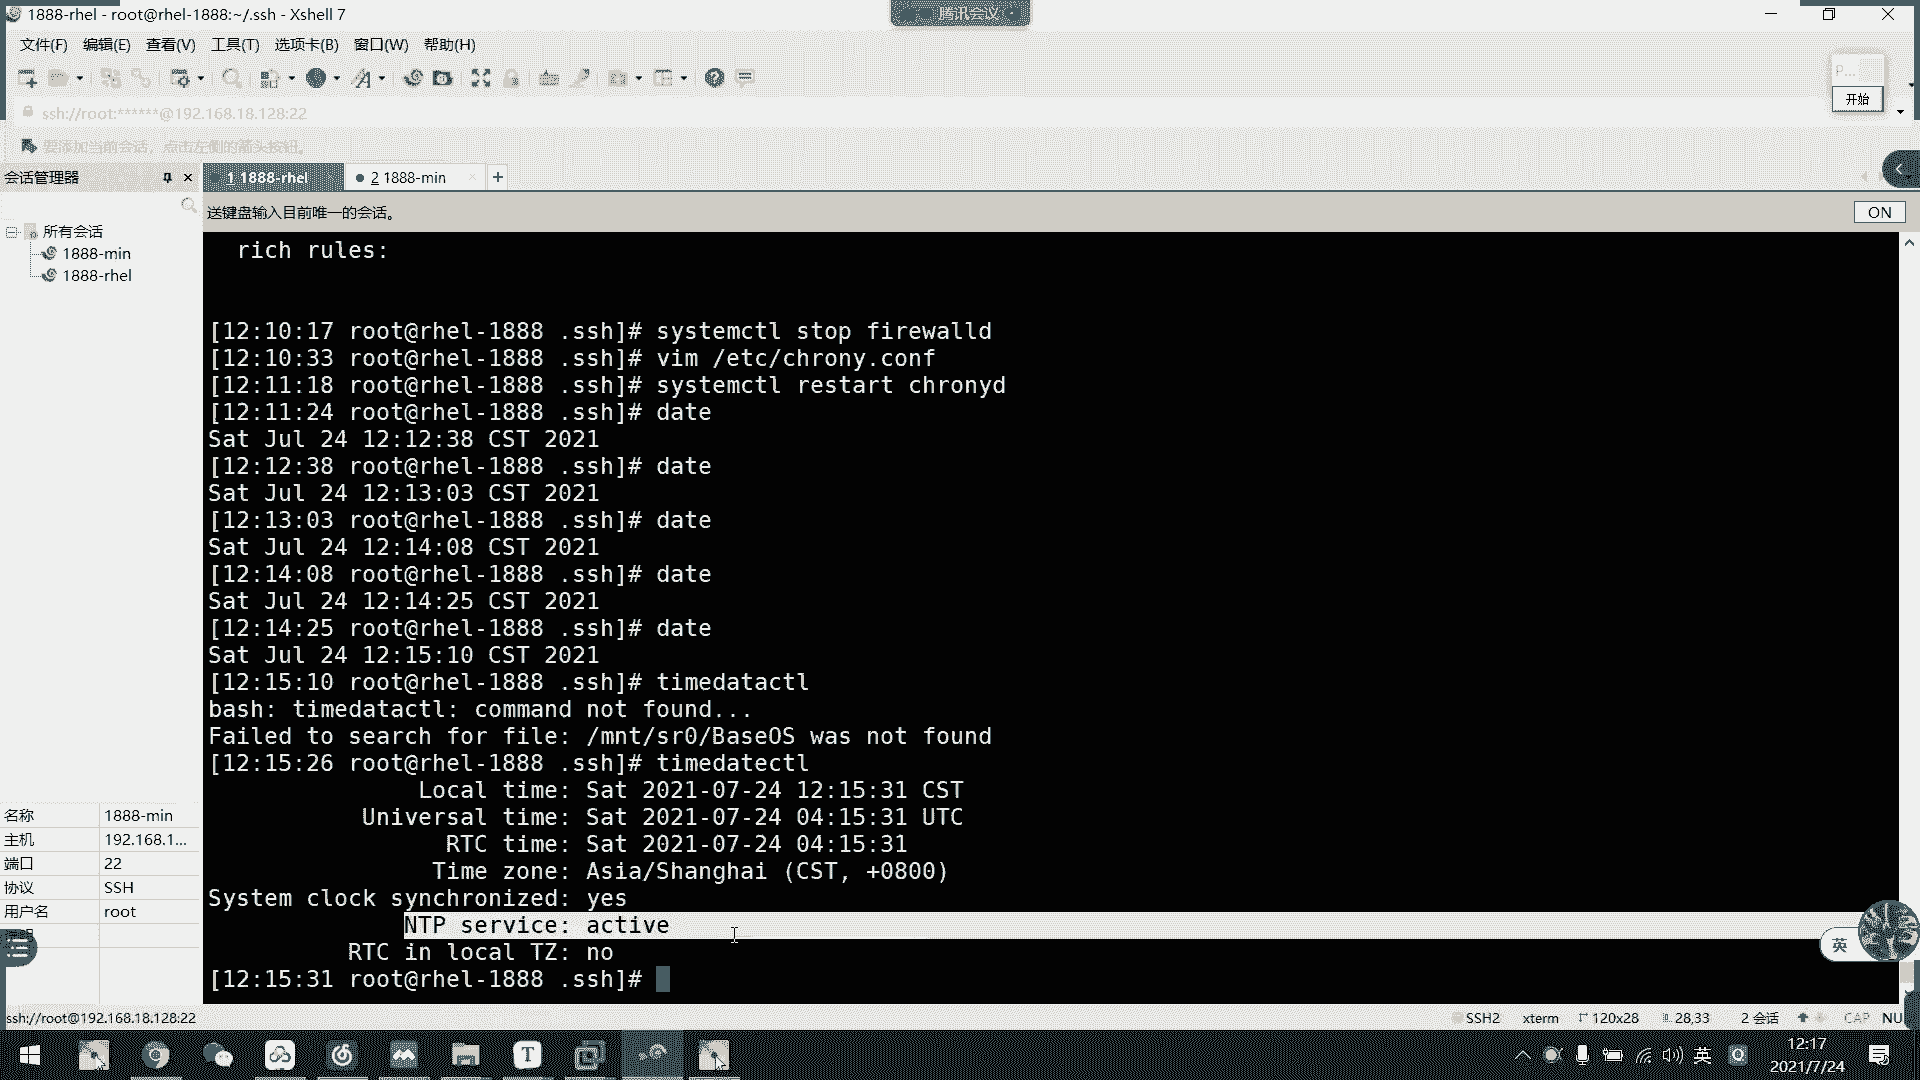 1888-rhel - root@rhel-1888:~/.ssh - Xshell 7
腾讯会议
文件(F) 编辑(E) 查看(V) 工具(T) 选项卡(B) 窗口(W) 帮助(H)
P...
开始
ssh://root:******@192.168.18.128:22
要添加当前会话，点击左侧的箭头按钮。
会话管理器
1 1888-rhel
2 1888-min
送键盘输入目前唯一的会话。
ON
所有会话
1888-min
1888-rhel
rich rules:
[12:10:17 root@rhel-1888 .ssh]# systemctl stop firewalld
[12:10:33 root@rhel-1888 .ssh]# vim /etc/chrony.conf
[12:11:18 root@rhel-1888 .ssh]# systemctl restart chronyd
[12:11:24 root@rhel-1888 .ssh]# date
Sat Jul 24 12:12:38 CST 2021
[12:12:38 root@rhel-1888 .ssh]# date
Sat Jul 24 12:13:03 CST 2021
[12:13:03 root@rhel-1888 .ssh]# date
Sat Jul 24 12:14:08 CST 2021
[12:14:08 root@rhel-1888 .ssh]# date
Sat Jul 24 12:14:25 CST 2021
[12:14:25 root@rhel-1888 .ssh]# date
Sat Jul 24 12:15:10 CST 2021
[12:15:10 root@rhel-1888 .ssh]# timedatactl
bash: timedatactl: command not found...
Failed to search for file: /mnt/sr0/BaseOS was not found
[12:15:26 root@rhel-1888 .ssh]# timedatectl
Local time: Sat 2021-07-24 12:15:31 CST
Universal time: Sat 2021-07-24 04:15:31 UTC
RTC time: Sat 2021-07-24 04:15:31
Time zone: Asia/Shanghai (CST, +0800)
System clock synchronized: yes
NTP service: active
RTC in local TZ: no
[12:15:31 root@rhel-1888 .ssh]#
名称 1888-min
主机 192.168.1...
端口 22
协议 SSH
用户名 root
英
ssh://root@192.168.18.128:22
SSH2 xterm 120x28 28,33 2 会话 CAP NU
英
12:17
2021/7/24